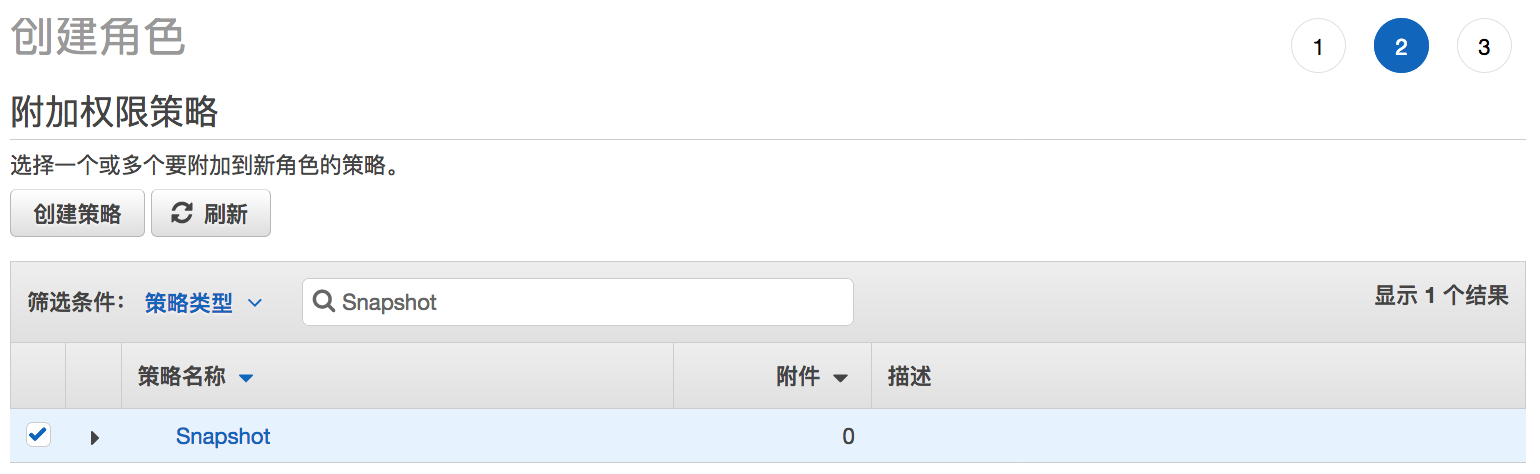 创建角色
1 2 3
附加权限策略
选择一个或多个要附加到新角色的策略。
创建策略 刷新
筛选条件: 策略类型 Snapshot 显示 1 个结果
策略名称 附件 描述
Snapshot 0